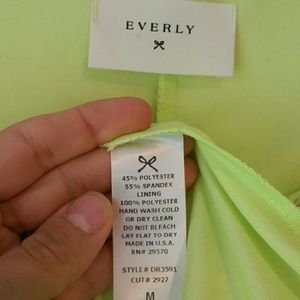 EVERLY
45% POLYESTER
55% SPANDEX
LINING
100% POLYESTER
HAND WASH COLD
OR DRY CLEAN
DO NOT BLEACH
LAY FLAT TO DRY
MADE IN U.S.A.
RN# 29570
STYLE# DR3591
CUT# 2927
M